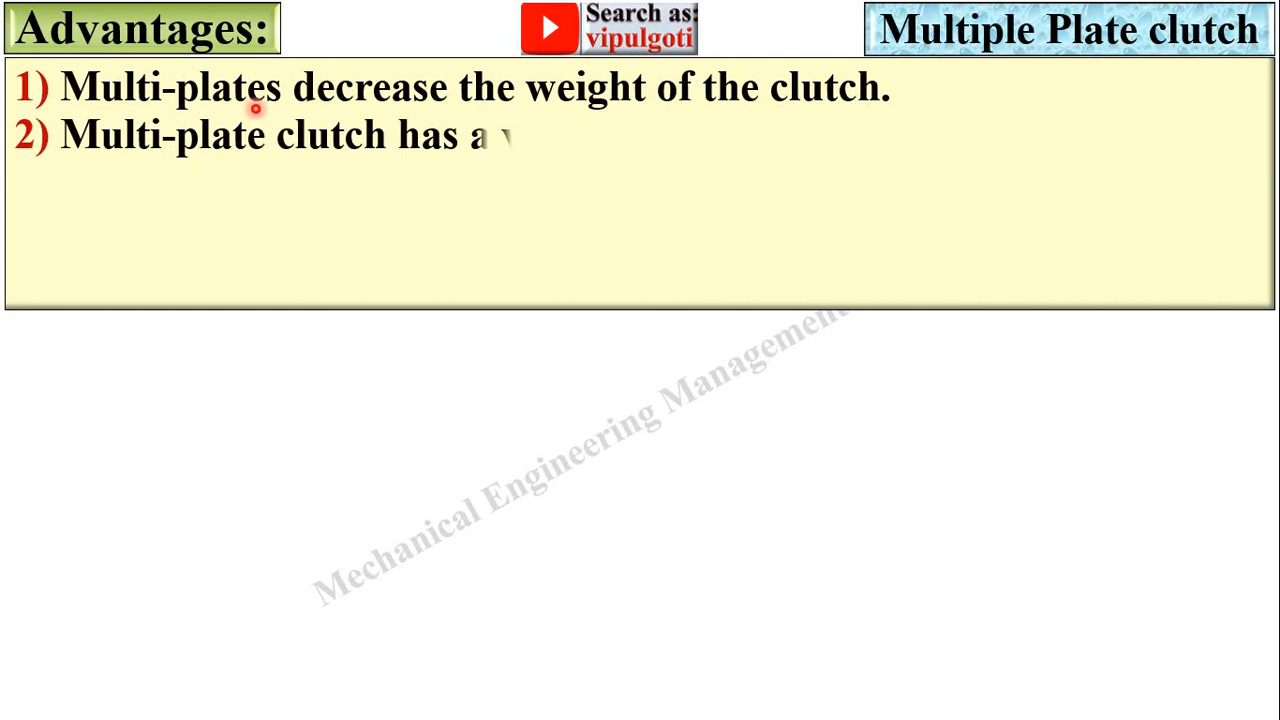 Advantages:
Search as:
vipulgoti
Multiple Plate clutch
1) Multi-plates decrease the weight of the clutch.
2) Multi-plate clutch has a
Mechanical Engineering Management